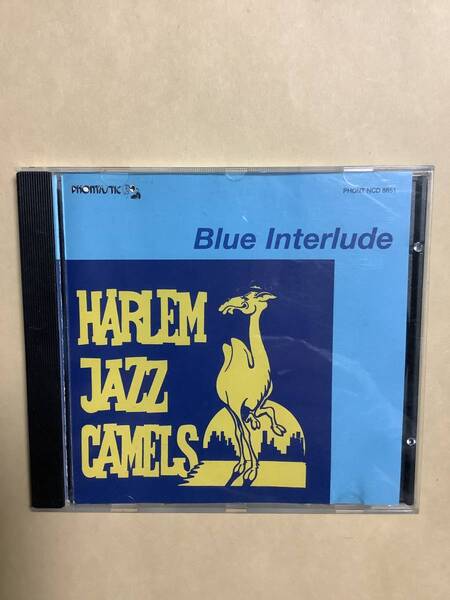 PHONTASTIC
PHONT NCD 8851
Blue Interlude
HARLEM
JAZZ
CAMELS